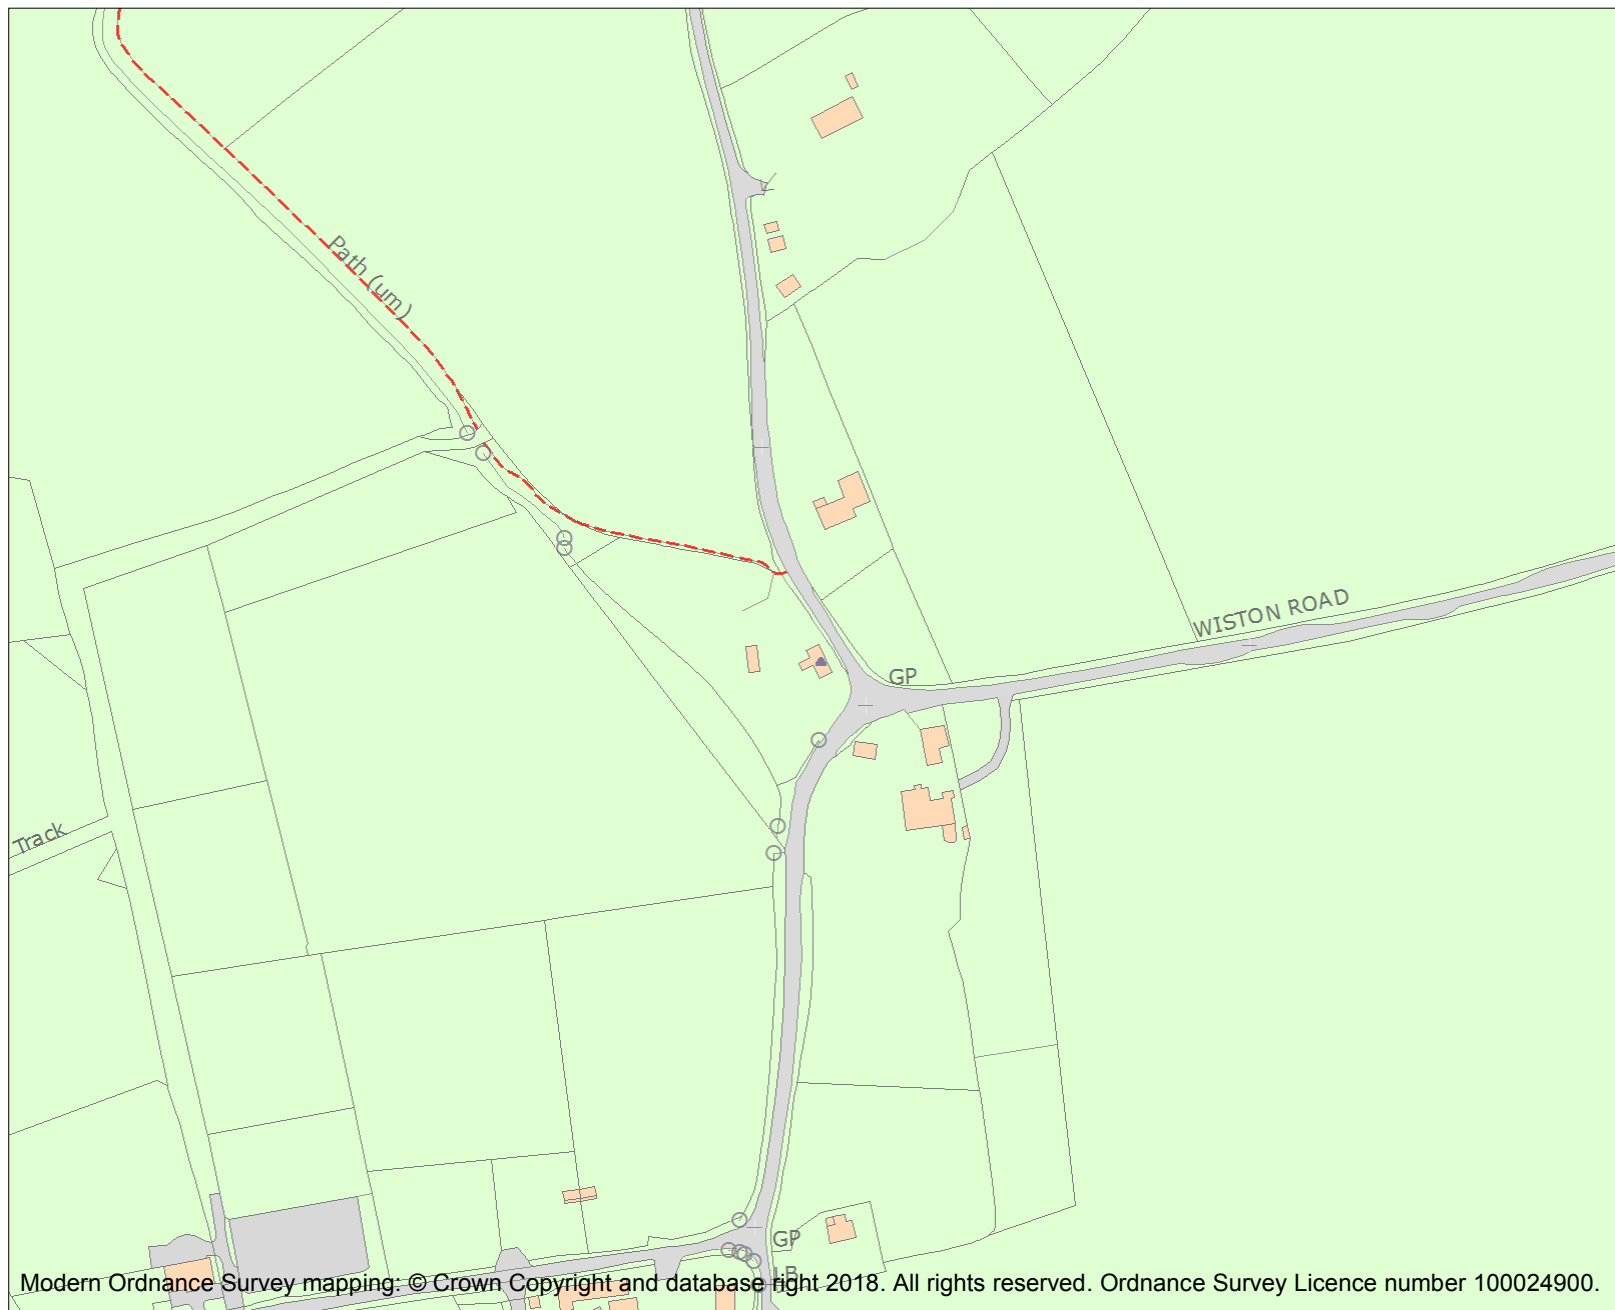 Path (um)
WISTON ROAD
GP
Track
GP
LB
Modern Ordnance Survey mapping: © Crown Copyright and database right 2018. All rights reserved. Ordnance Survey Licence number 100024900.